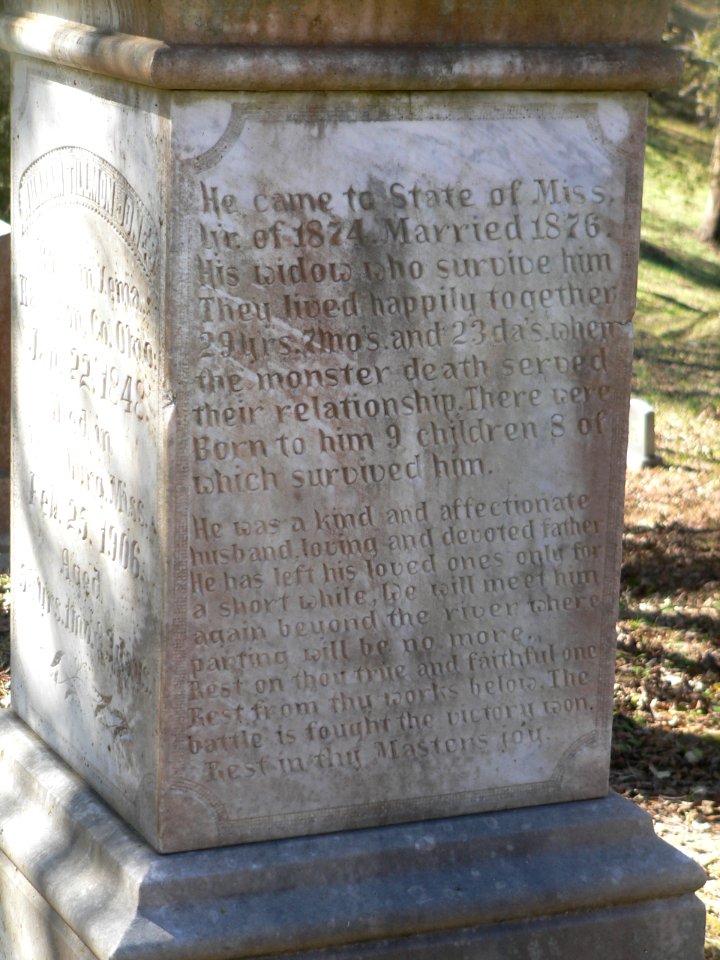 Jan. 22. 1848.
Died in
Miss.
Feb. 25, 1906.
Aged
He came to State of Miss.
in of 1874. Married 1876.
His widow who survive him
They lived happily together
29 yrs. 7mo's. and 23 da's. when
the monster death served
their relationship. There were
Born to him 9 children 8 of
which survived him.
He was a kind and affectionate
husband. loving and devoted father
He has left his loved ones only for
a short while, We will meet him
again beyond the river where
parting will be no more.
Rest on thou true and faithful one
Rest from thy works below. The
battle is fought the victory won.
Rest in thy Masters joy.